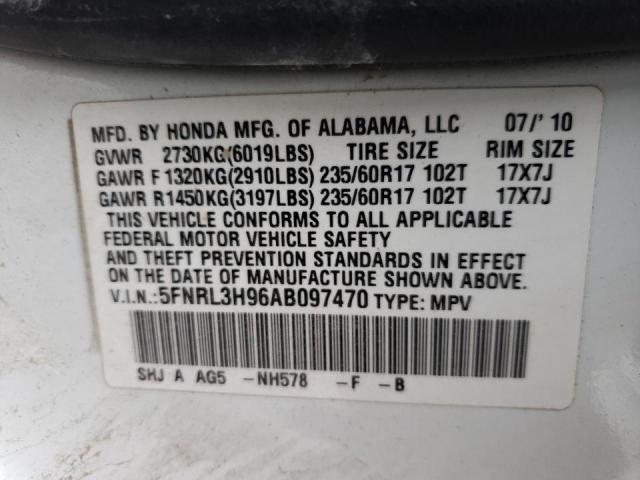 MFD. BY HONDA MFG. OF ALABAMA, LLC 07/'10
GVWR 2730KG(6019LBS) TIRE SIZE RIM SIZE
GAWR F1320KG(2910LBS) 235/60R17 102T 17X7J
GAWR R1450KG(3197LBS) 235/60R17 102T 17X7J
THIS VEHICLE CONFORMS TO ALL APPLICABLE
FEDERAL MOTOR VEHICLE SAFETY
AND THEFT PREVENTION STANDARDS IN EFFECT
ON THE DATE OF MANUFACTURE SHOWN ABOVE.
V.I.N.:5FNRL3H96AB097470 TYPE: MPV
SHJ A AG5 -NH578 -F -B